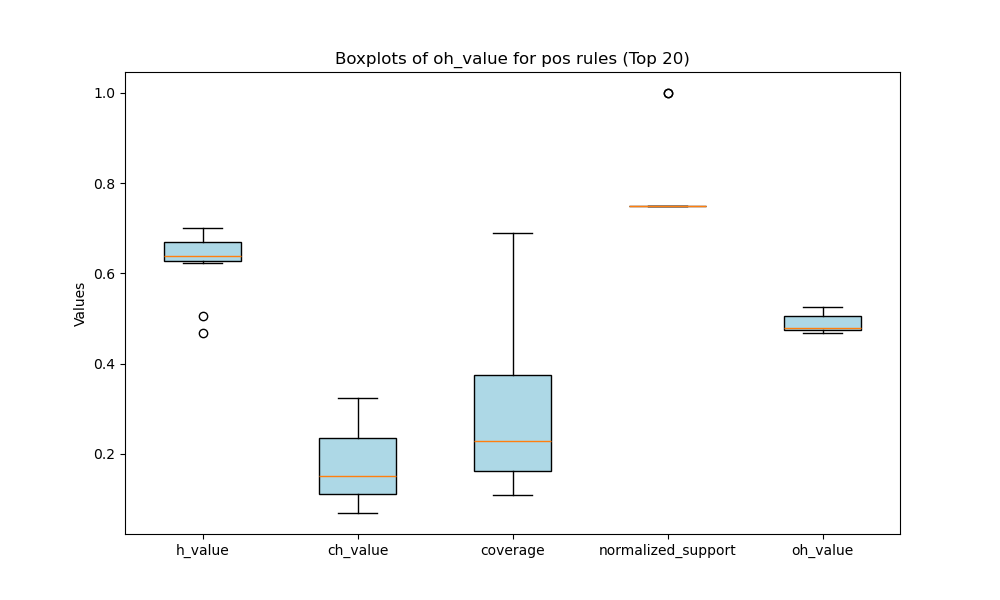 Boxplots of oh_value for pos rules (Top 20)
Values
1.0
0.8
0.6
0.4
0.2
h_value
ch_value
coverage
normalized_support
oh_value